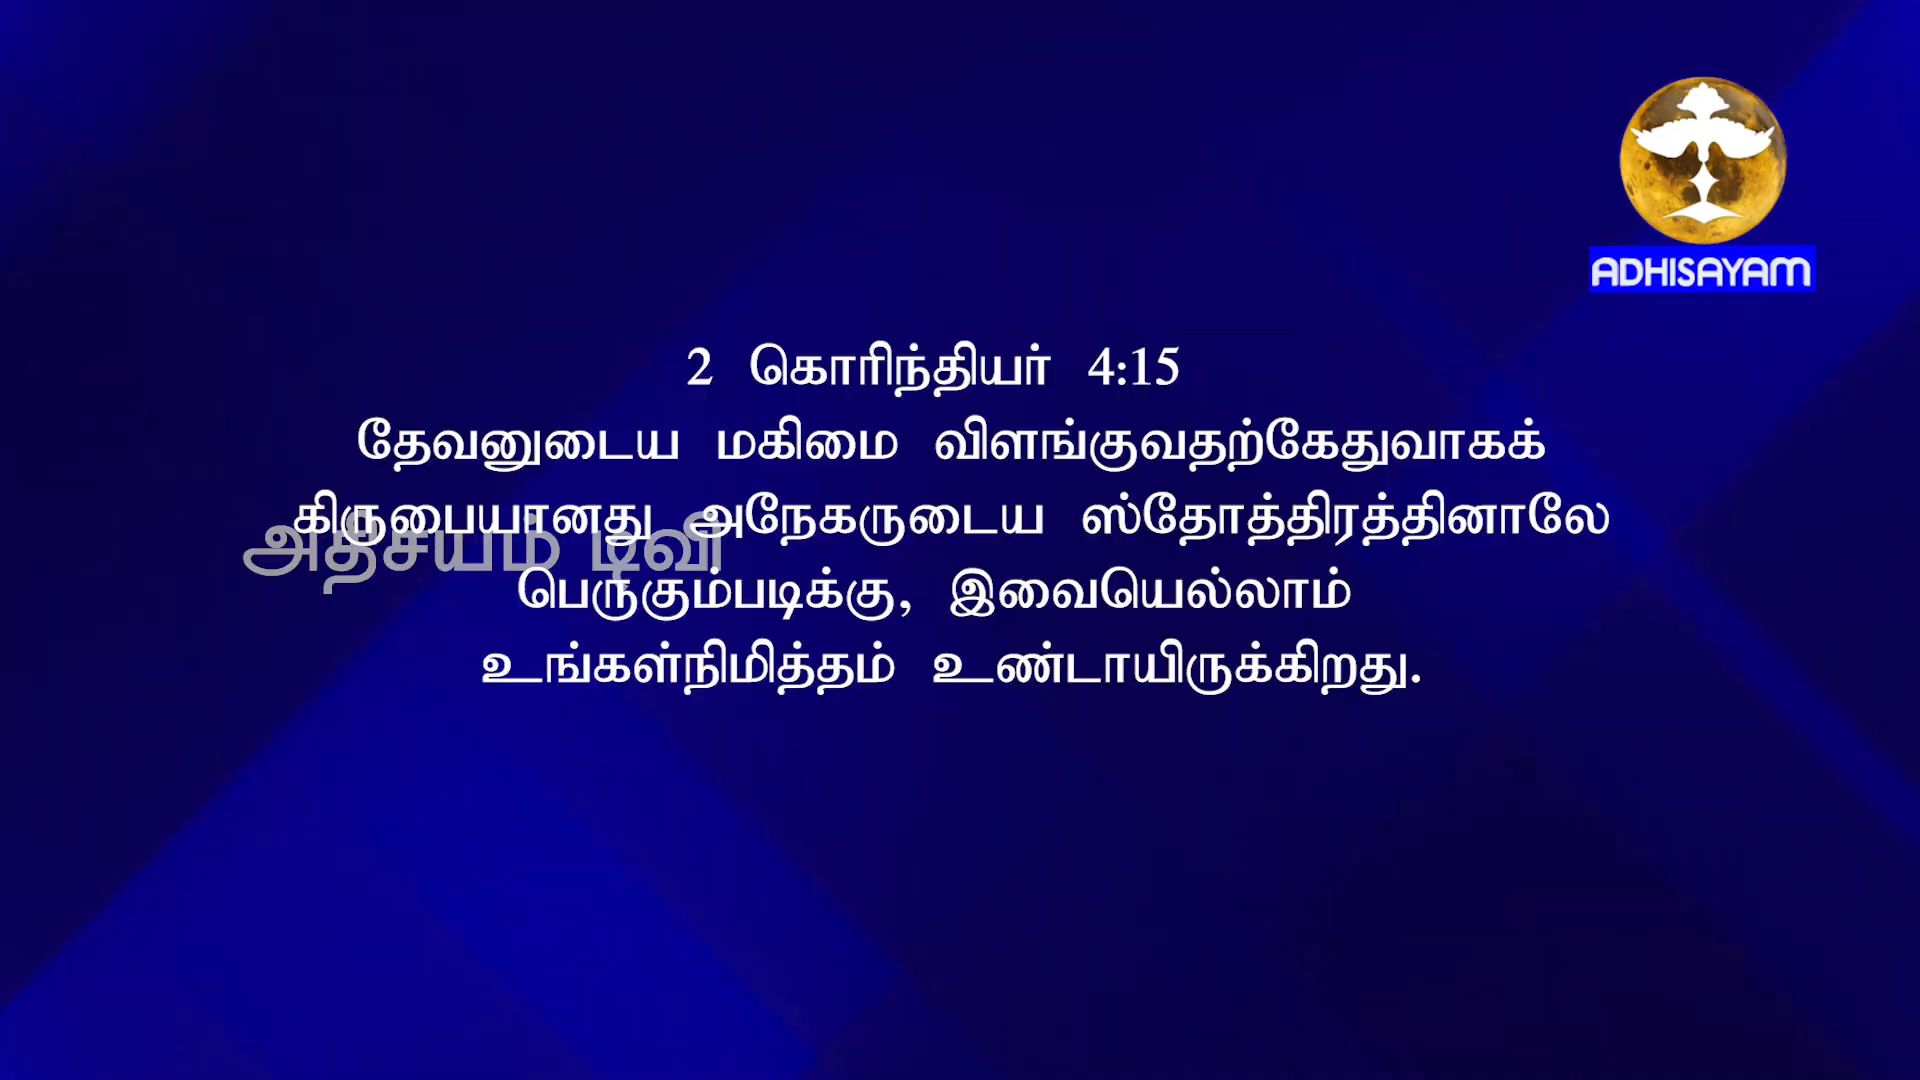 ADHISAYAM
2 கொரிந்தியர் 4:15
தேவனுடைய மகிமை விளங்குவதற்கேதுவாகக்
கிருபையானது அநேகருடைய ஸ்தோத்திரத்தினாலே
அதிசயம் டிவி
பெருகும்படிக்கு, இவையெல்லாம்
உங்கள்நிமித்தம் உண்டாயிருக்கிறது.